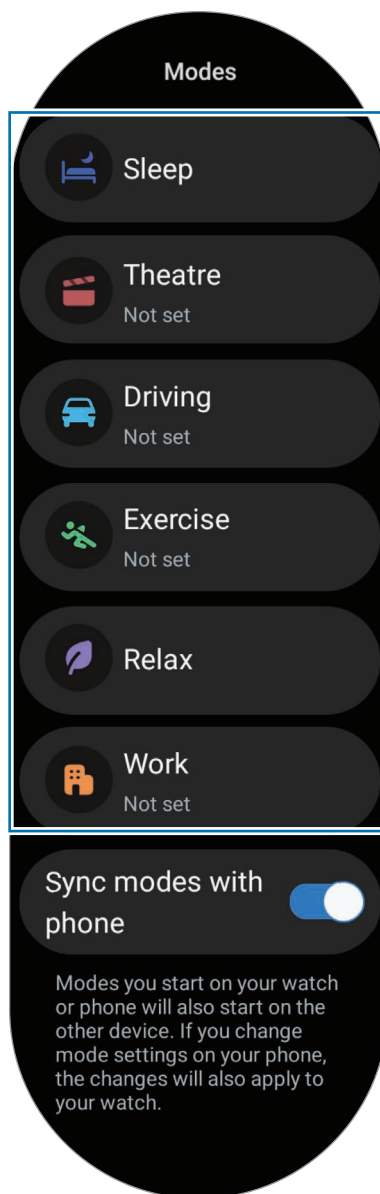 Modes
Sleep
Theatre
Not set
Driving
Not set
Exercise
Not set
Relax
Work
Not set
Sync modes with
phone
Modes you start on your watch
or phone will also start on the
other device. If you change
mode settings on your phone,
the changes will also apply to
your watch.